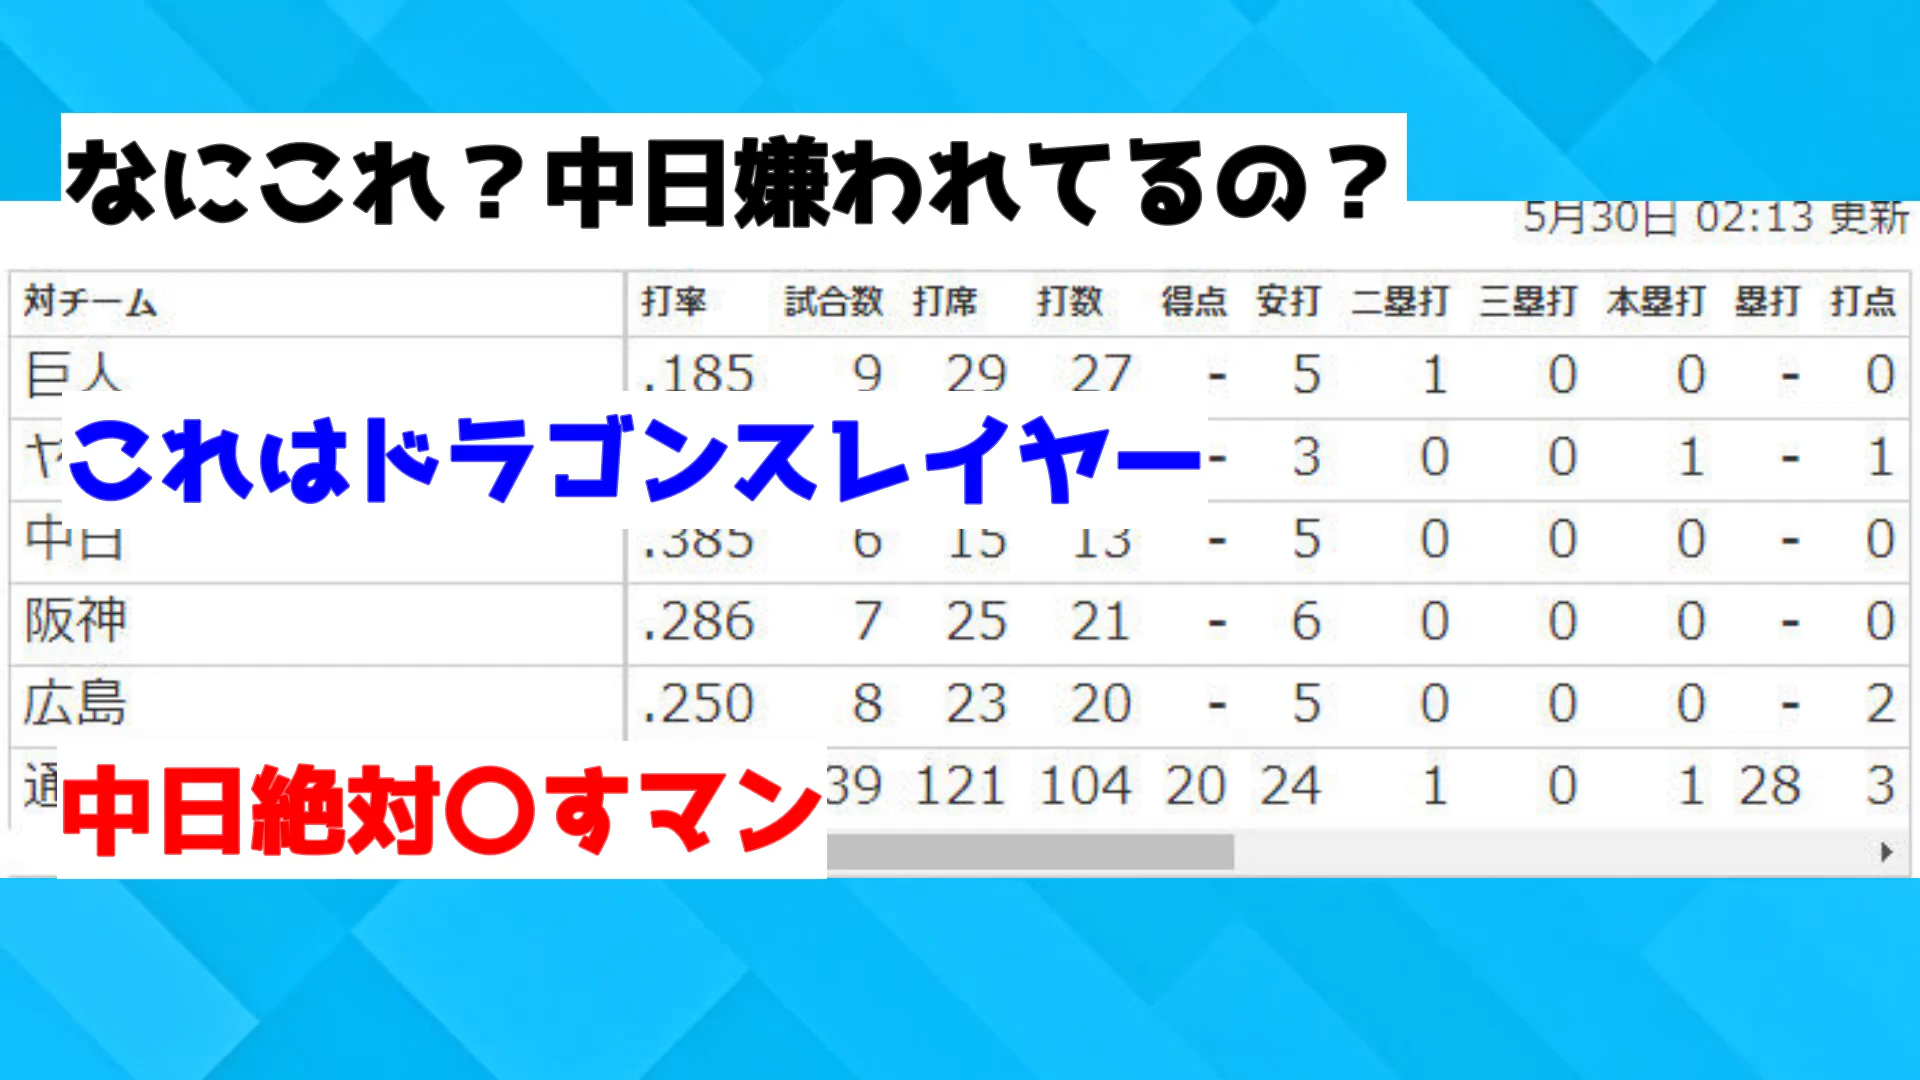 なにこれ？中日嫌われてるの？
5月30日 02:13 更新
対チーム 打率 試合数 打席 打数 得点 安打 二塁打 三塁打 本塁打 塁打 打点
巨人 .185 9 29 27 - 5 1 0 0 - 0
これはドラゴンスレイヤー
ヤ - 3 0 0 1 - 1
中日 .385 6 15 13 - 5 0 0 0 - 0
阪神 .286 7 25 21 - 6 0 0 0 - 0
広島 .250 8 23 20 - 5 0 0 0 - 2
中日絶対〇すマン
通 39 121 104 20 24 1 0 1 28 3